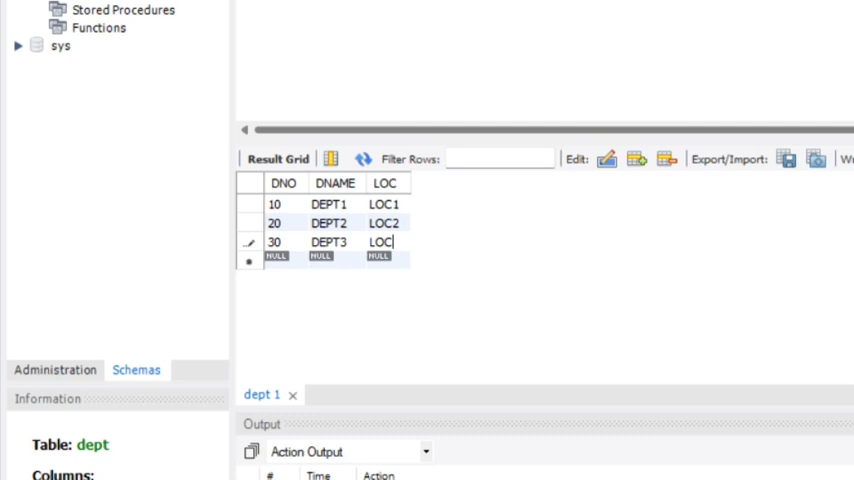 Stored Procedures
Functions
sys
Result Grid Filter Rows: Edit: Export/Import:
DNO DNAME LOC
10 DEPT1 LOC1
20 DEPT2 LOC2
30 DEPT3 LOC
NULL NULL NULL
Administration Schemas
dept 1
Information
Output
Table: dept
Action Output
Columns:
# Time Action